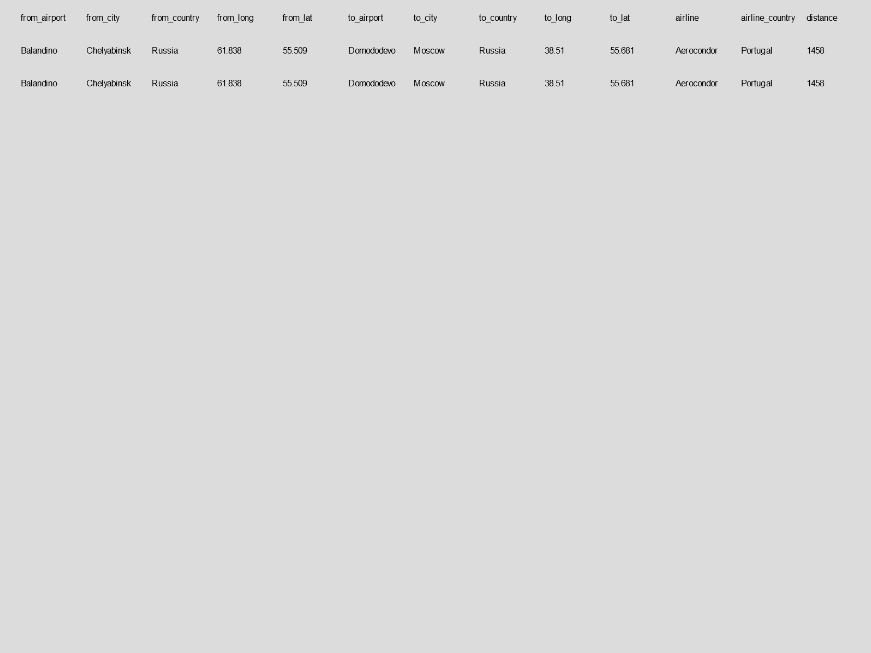 from_airport from_city from_country from_long from_lat to_airport to_city to_country to_long to_lat airline airline_country distance
Balandino Chelyabinsk Russia 61.838 55.509 Domododevo Moscow Russia 38.51 55.681 Aerocondor Portugal 1458
Balandino Chelyabinsk Russia 61.838 55.509 Domododevo Moscow Russia 38.51 55.681 Aerocondor Portugal 1458